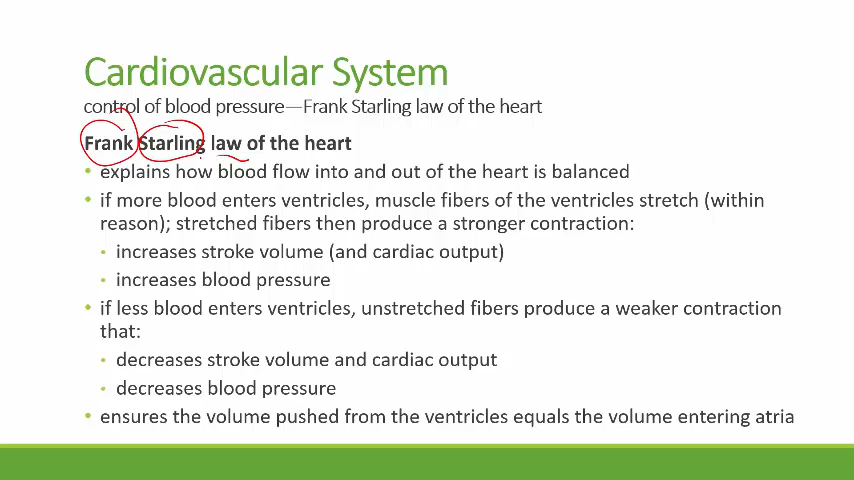 Cardiovascular System
control of blood pressure—Frank Starling law of the heart
Frank Starling law of the heart
• explains how blood flow into and out of the heart is balanced
• if more blood enters ventricles, muscle fibers of the ventricles stretch (within
reason); stretched fibers then produce a stronger contraction:
• increases stroke volume (and cardiac output)
• increases blood pressure
• if less blood enters ventricles, unstretched fibers produce a weaker contraction
that:
• decreases stroke volume and cardiac output
• decreases blood pressure
• ensures the volume pushed from the ventricles equals the volume entering atria